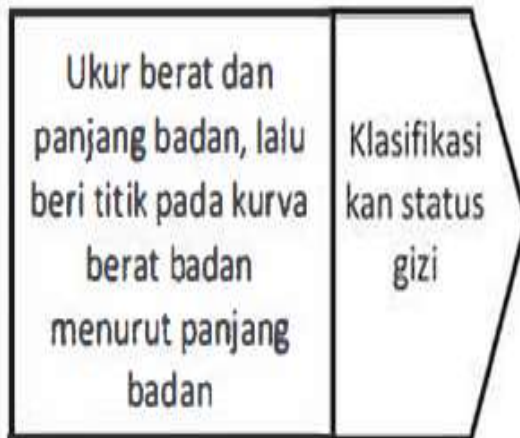 Ukur berat dan
panjang badan, lalu
beri titik pada kurva
berat badan
menurut panjang
badan
Klasifikasi
kan status
gizi